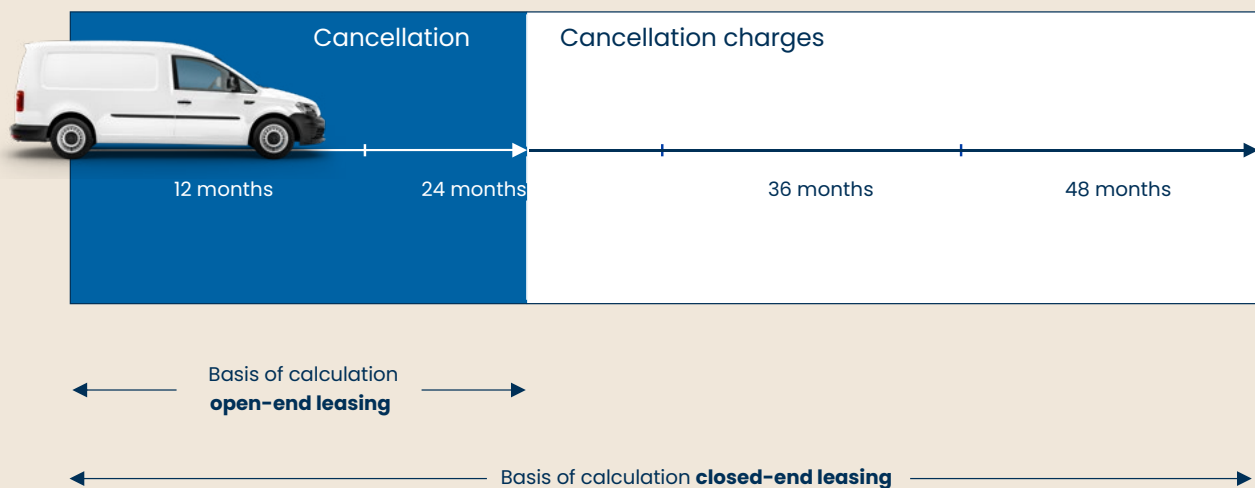 Cancellation
Cancellation charges
12 months
24 months
36 months
48 months
Basis of calculation
open-end leasing
Basis of calculation closed-end leasing